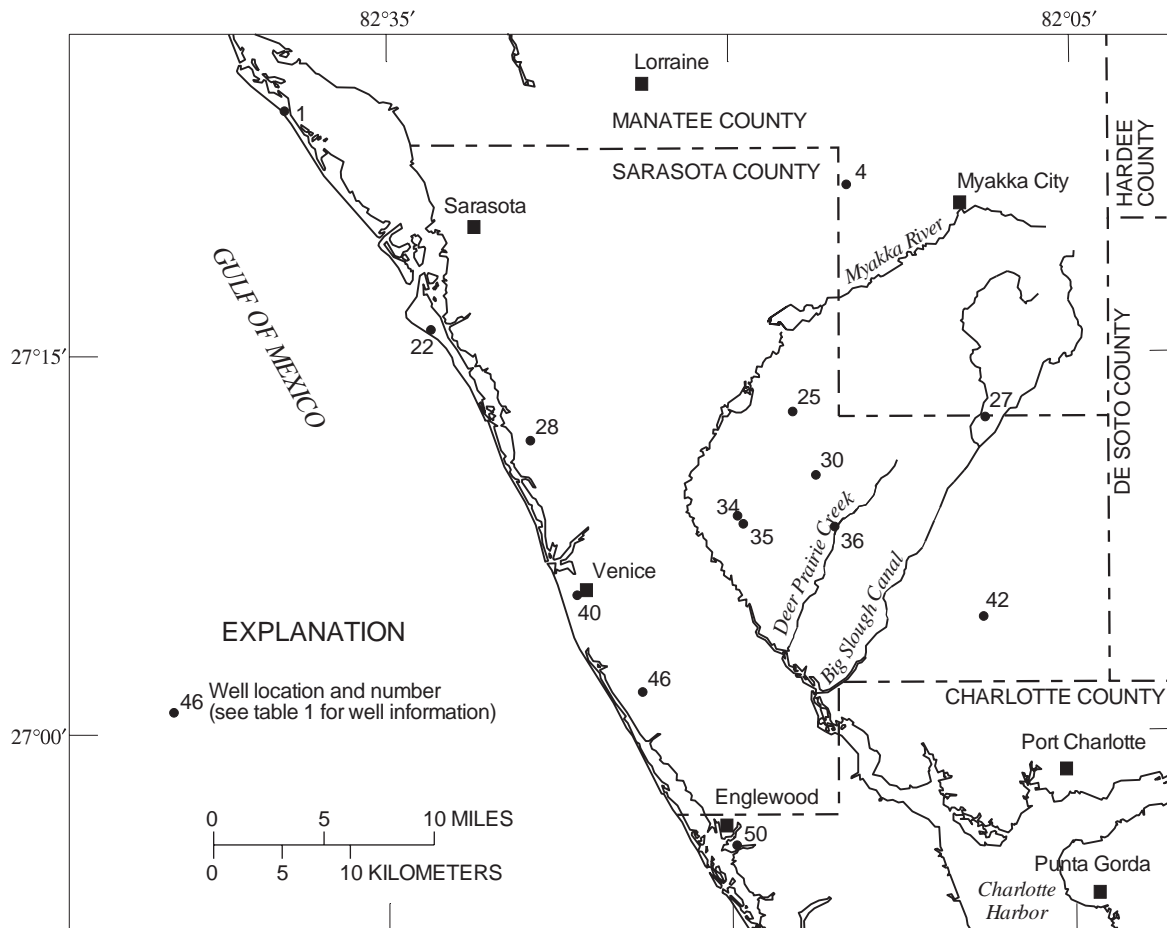 82°35′
82°05′
Lorraine
1
MANATEE COUNTY
HARDEE
COUNTY
SARASOTA COUNTY
4
Myakka City
Sarasota
Myakka River
GULF OF MEXICO
22
27°15′
DE SOTO COUNTY
25
27
28
30
34
35
36
Deer Prairie Creek
Venice
40
Big Slough Canal
42
EXPLANATION
46
46 Well location and number
(see table 1 for well information)
CHARLOTTE COUNTY
27°00′
Port Charlotte
Englewood
0 5 10 MILES
50
0 5 10 KILOMETERS
Punta Gorda
Charlotte
Harbor